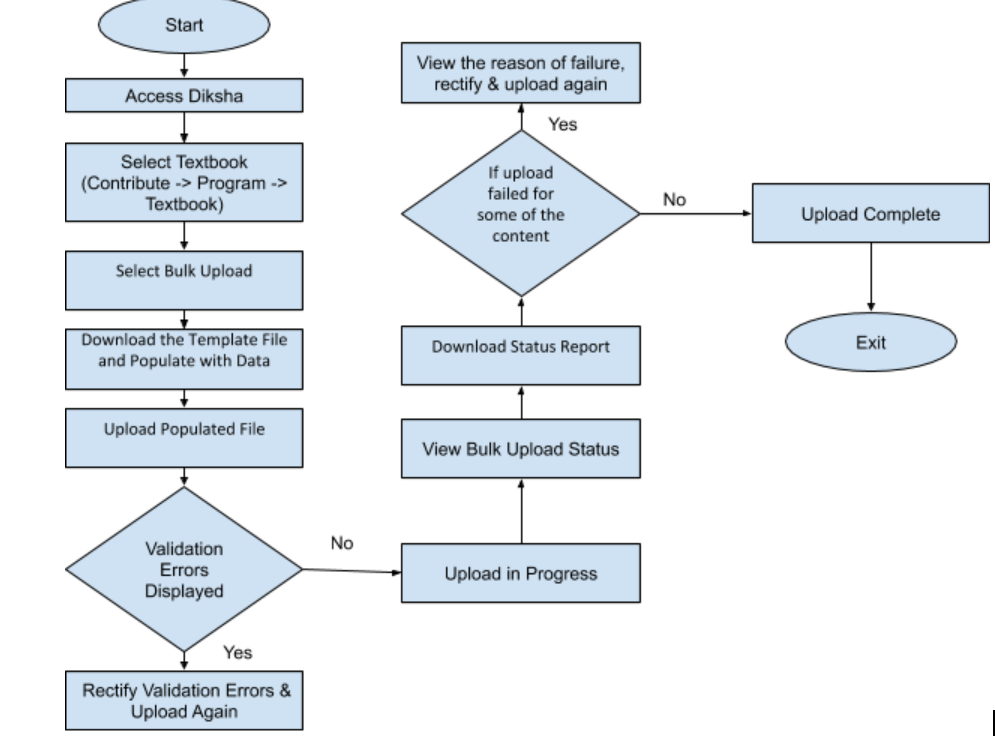 Start
Access Diksha
Select Textbook
(Contribute -> Program ->
Textbook)
Select Bulk Upload
Download the Template File
and Populate with Data
Upload Populated File
Validation
Errors
Displayed
Yes
Rectify Validation Errors &
Upload Again
No
Upload in Progress
View Bulk Upload Status
Download Status Report
If upload
failed for
some of the
content
Yes
View the reason of failure,
rectify & upload again
No
Upload Complete
Exit